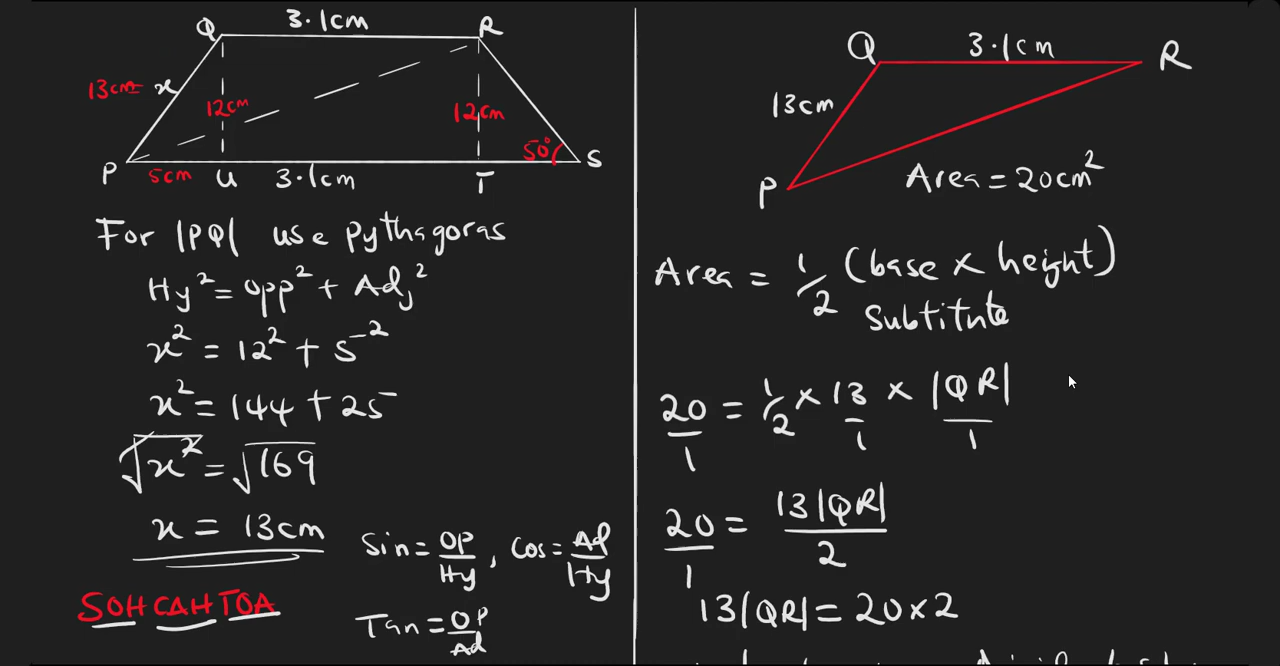 Q 3.1cm R
13cm x 12cm 12cm 50°
P 5cm U 3.1cm T S
For |PQ| use pythagoras
Hy² = opp² + Adj²
x² = 12² + 5²
x² = 144 + 25
√x² = √169
x = 13cm
Sin = OP/Hy, Cos = Ad/Hy
SOH CAH TOA
Tan = OP/Ad
Q 3.1cm R
13cm
P Area = 20cm²
Area = 1/2 (base × height)
Subtitute
20/1 = 1/2 × 13/1 × |QR|/1
20/1 = 13|QR|/2
13|QR| = 20×2